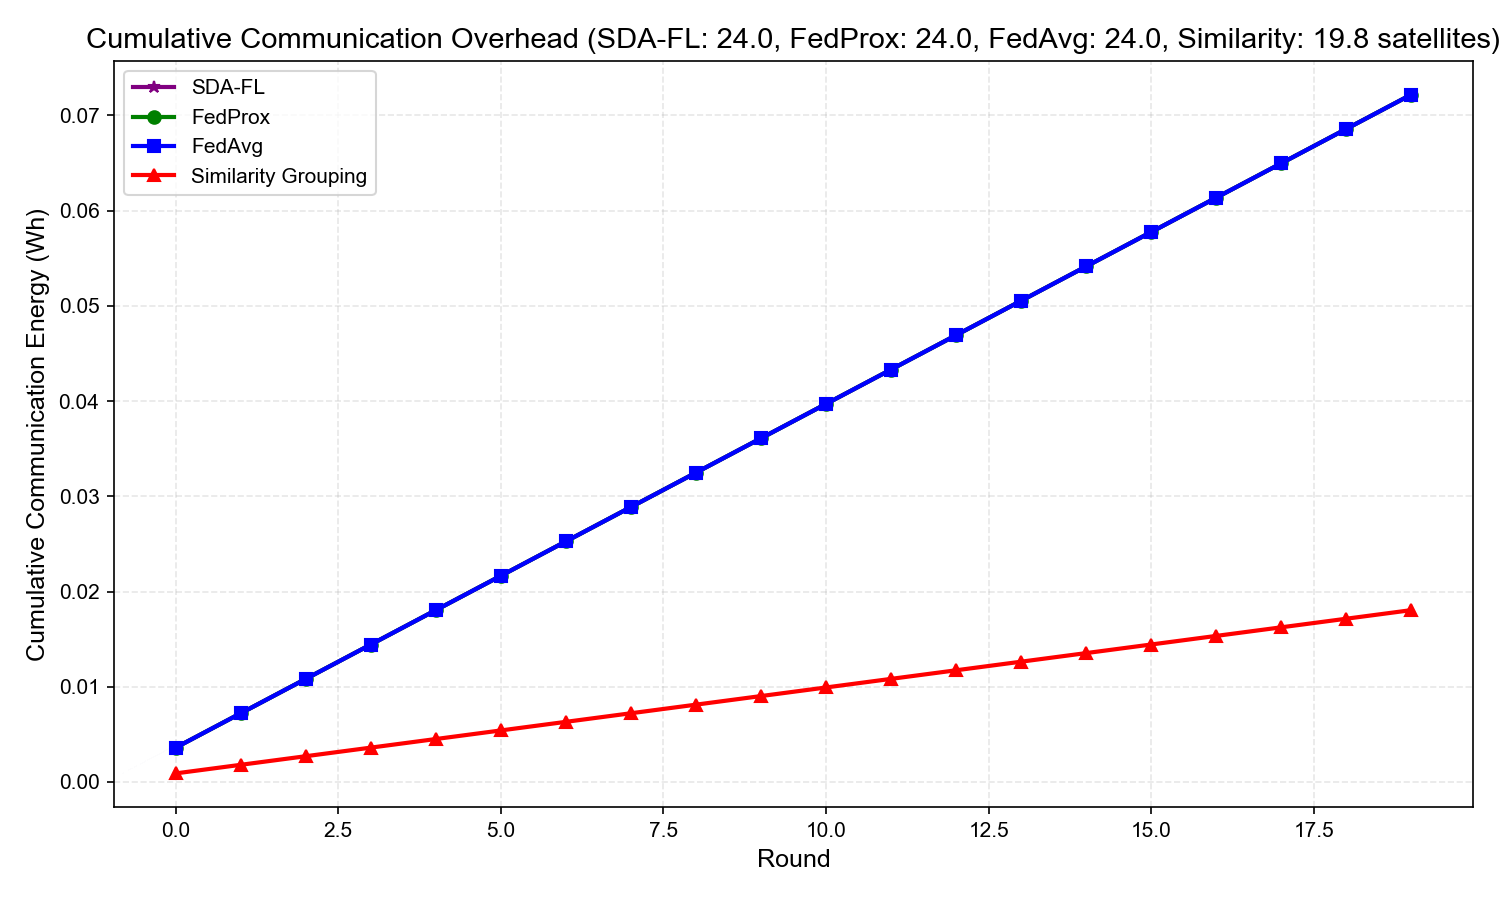 Cumulative Communication Overhead (SDA-FL: 24.0, FedProx: 24.0, FedAvg: 24.0, Similarity: 19.8 satellites)
SDA-FL
FedProx
FedAvg
Similarity Grouping
Cumulative Communication Energy (Wh)
0.07
0.06
0.05
0.04
0.03
0.02
0.01
0.00
0.0 2.5 5.0 7.5 10.0 12.5 15.0 17.5
Round